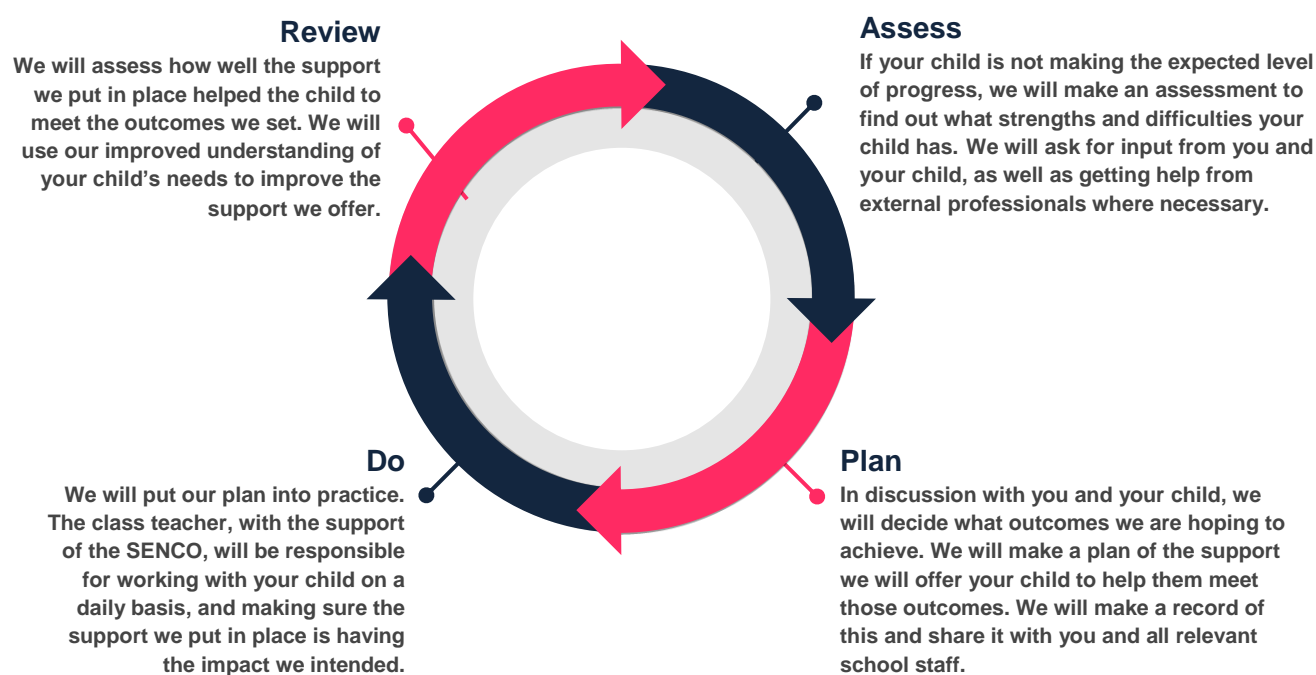 Review
We will assess how well the support
we put in place helped the child to
meet the outcomes we set. We will
use our improved understanding of
your child’s needs to improve the
support we offer.
Assess
If your child is not making the expected level
of progress, we will make an assessment to
find out what strengths and difficulties your
child has. We will ask for input from you and
your child, as well as getting help from
external professionals where necessary.
Do
We will put our plan into practice.
The class teacher, with the support
of the SENCO, will be responsible
for working with your child on a
daily basis, and making sure the
support we put in place is having
the impact we intended.
Plan
In discussion with you and your child, we
will decide what outcomes we are hoping to
achieve. We will make a plan of the support
we will offer your child to help them meet
those outcomes. We will make a record of
this and share it with you and all relevant
school staff.